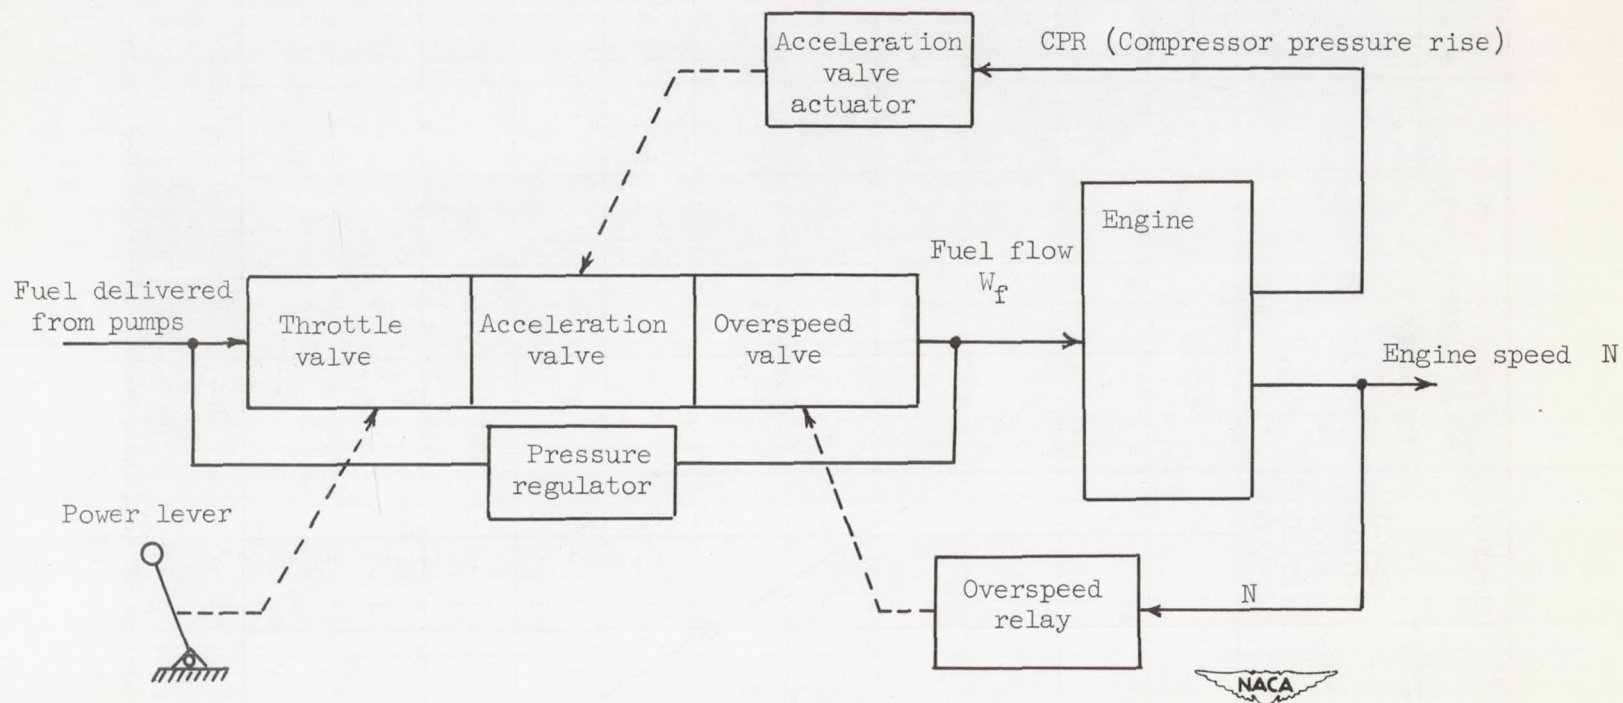 Acceleration
valve
actuator
CPR (Compressor pressure rise)
Engine
Fuel flow
Wf
Fuel delivered
from pumps
Throttle
valve
Acceleration
valve
Overspeed
valve
Engine speed N
Pressure
regulator
Power lever
Overspeed
relay
N
NACA